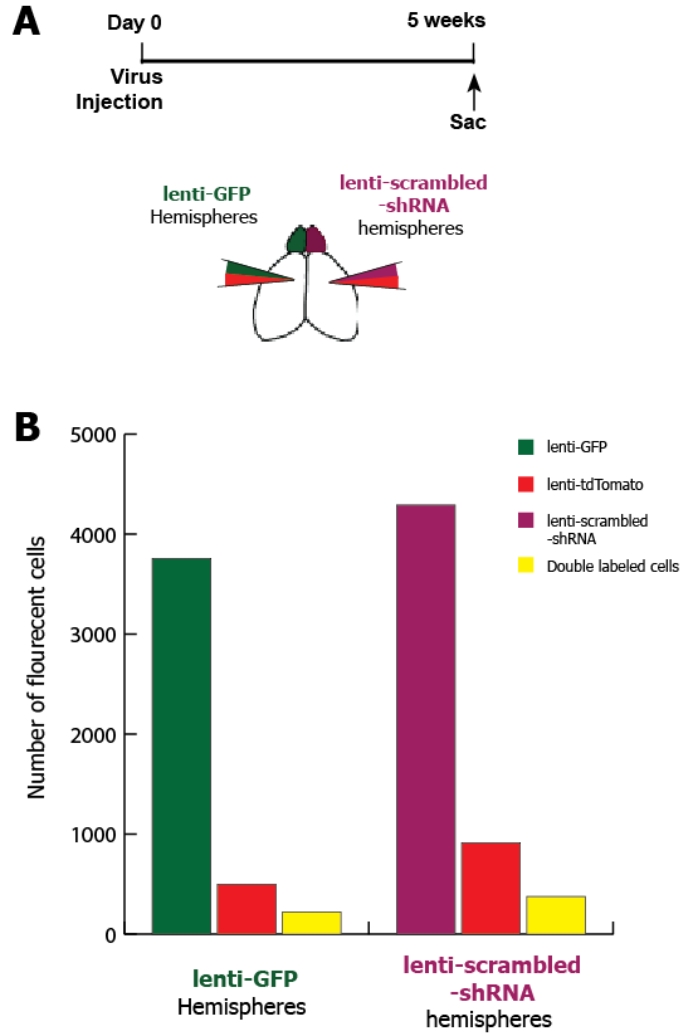 A
Day 0
5 weeks
Virus
Injection
Sac
lenti-GFP
Hemispheres
lenti-scrambled
-shRNA
hemispheres
B
Number of flourecent cells
5000
4000
3000
2000
1000
0
lenti-GFP
lenti-tdTomato
lenti-scrambled
-shRNA
Double labeled cells
lenti-GFP
Hemispheres
lenti-scrambled
-shRNA
hemispheres